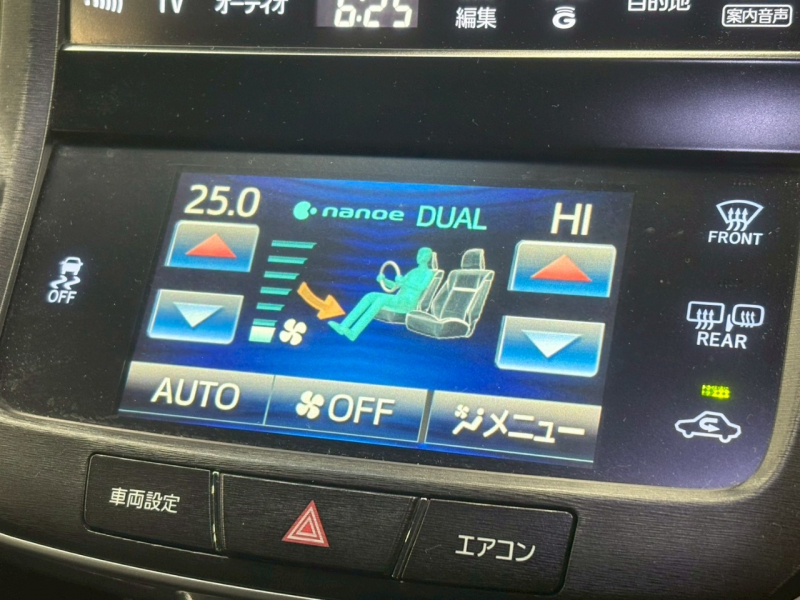 TV
オーディオ
6:25
編集
G
目的地
案内音声
25.0
nanoe
DUAL
HI
FRONT
OFF
REAR
AUTO
OFF
メニュー
車両設定
エアコン